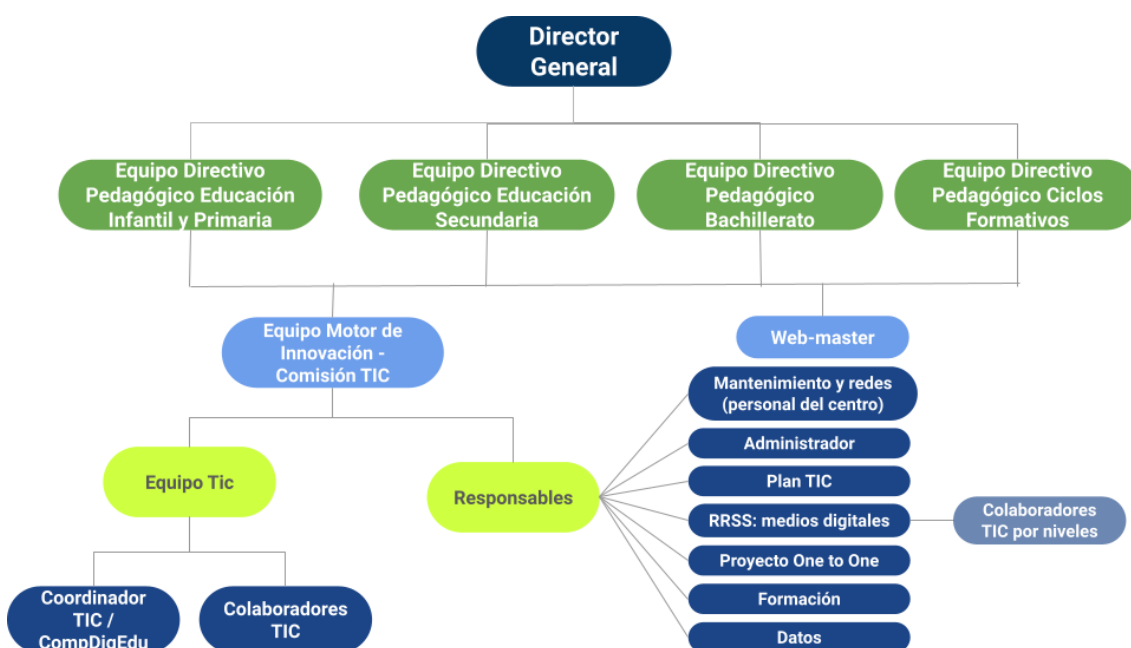 Director
General
Equipo Directivo
Pedagógico Educación
Infantil y Primaria
Equipo Directivo
Pedagógico Educación
Secundaria
Equipo Directivo
Pedagógico
Bachillerato
Equipo Directivo
Pedagógico Ciclos
Formativos
Equipo Motor de
Innovación -
Comisión TIC
Web-master
Equipo Tic
Responsables
Mantenimiento y redes
(personal del centro)
Administrador
Plan TIC
RRSS: medios digitales
Proyecto One to One
Formación
Datos
Colaboradores
TIC por niveles
Coordinador
TIC /
CompDigEdu
Colaboradores
TIC